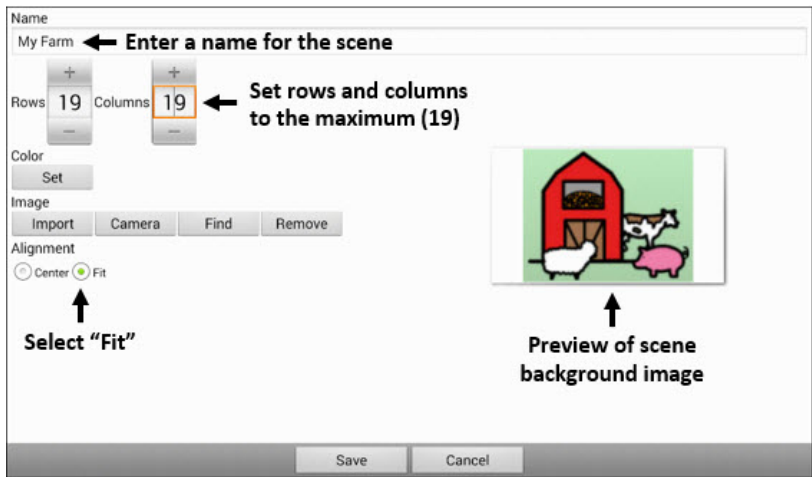 Name
My Farm
Enter a name for the scene
+ +
Rows 19 Columns 19
− −
Set rows and columns
to the maximum (19)
Color
Set
Image
Import Camera Find Remove
Alignment
Center Fit
Select “Fit”
Preview of scene
background image
Save Cancel